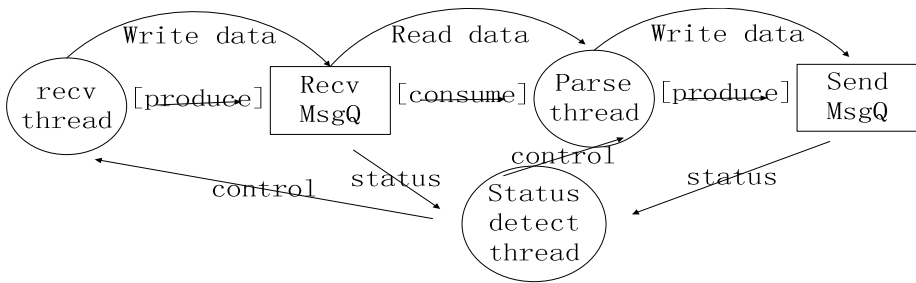 Write data
Read data
Write data
recv
thread
[produce]
Recv
MsgQ
[consume]
Parse
thread
[produce]
Send
MsgQ
control
status
control
status
Status
detect
thread